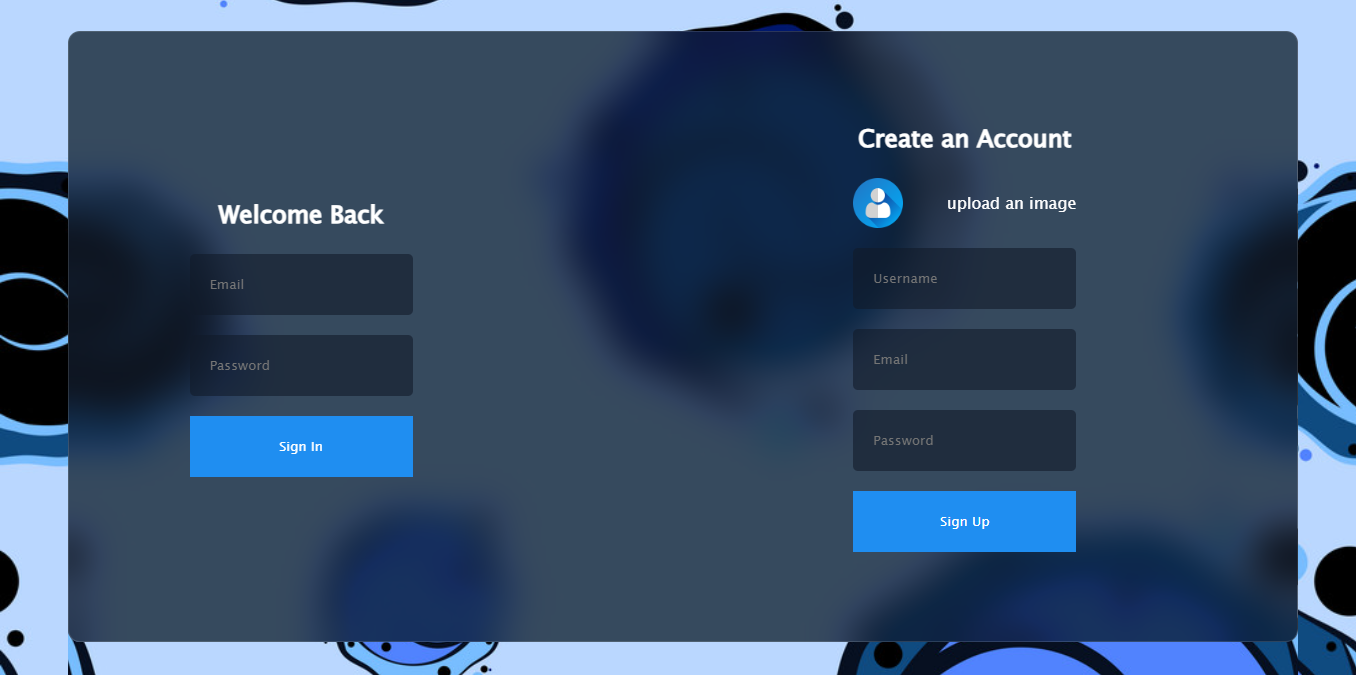 Welcome Back
Email
Password
Sign In
Create an Account
upload an image
Username
Email
Password
Sign Up